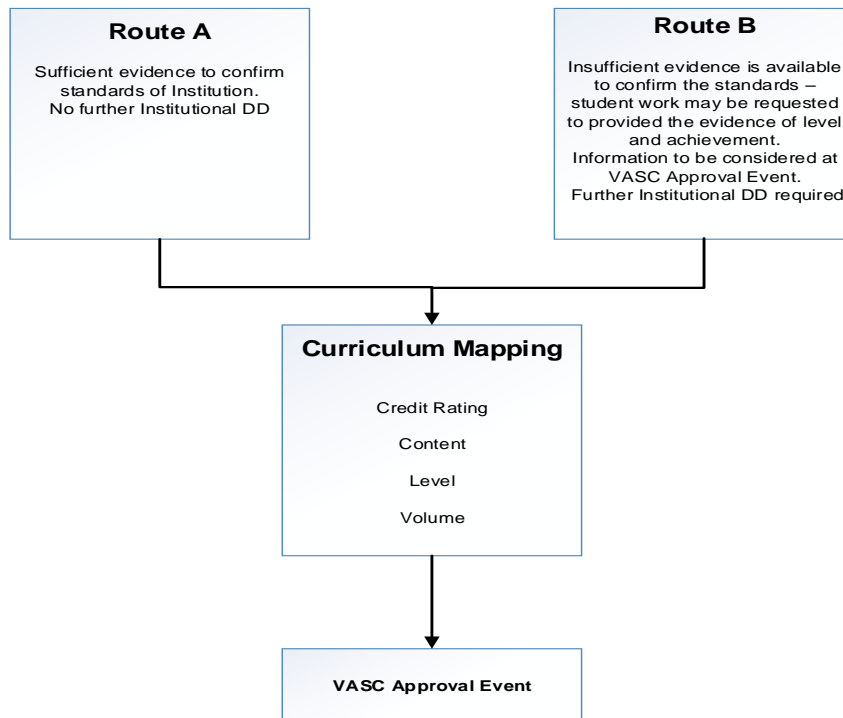 Route A
Sufficient evidence to confirm
standards of Institution.
No further Institutional DD
Route B
Insufficient evidence is available
to confirm the standards –
student work may be requested
to provided the evidence of level
and achievement.
Information to be considered at
VASC Approval Event.
Further Institutional DD required
Curriculum Mapping
Credit Rating
Content
Level
Volume
VASC Approval Event